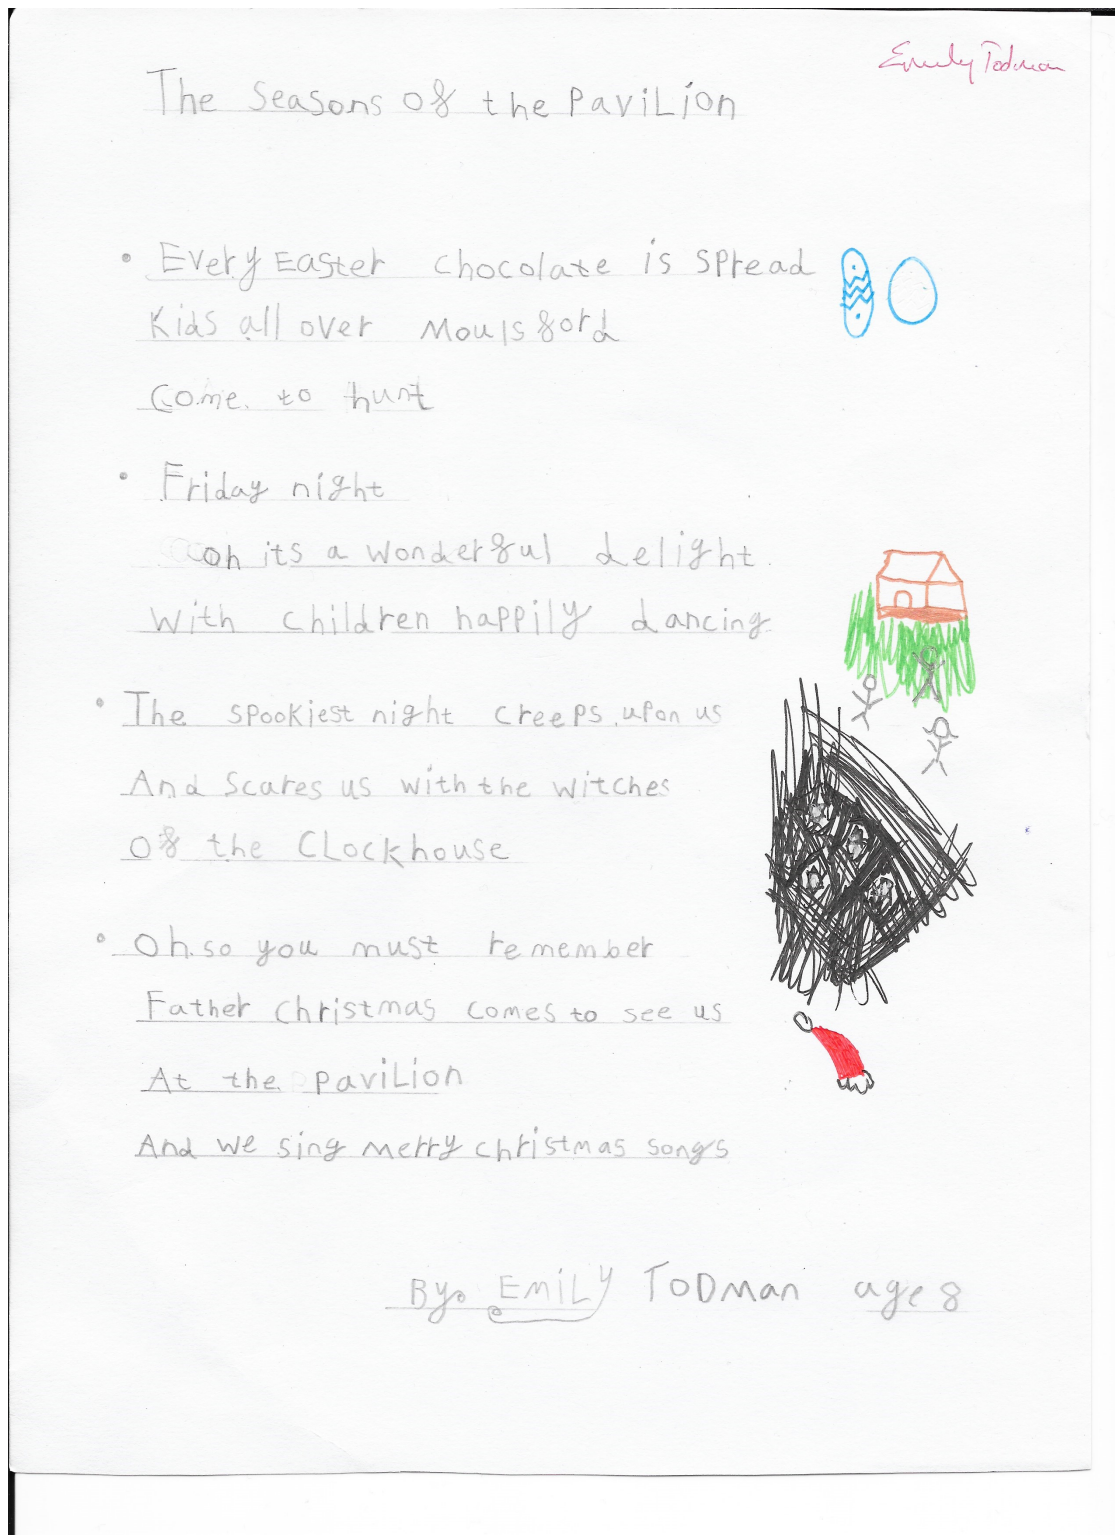 Emily Todman
The Seasons of the Pavilion
• Every Easter chocolate is spread
Kids all over Moulsford
Come to hunt
• Friday night
ooh its a wonderful delight
With children happily dancing
• The spookiest night creeps upon us
And Scares us with the witches
Of the Clockhouse
• Oh so you must remember
Father Christmas comes to see us
At the pavilion
And we sing merry christmas songs
By. EMILY TODMAN age 8